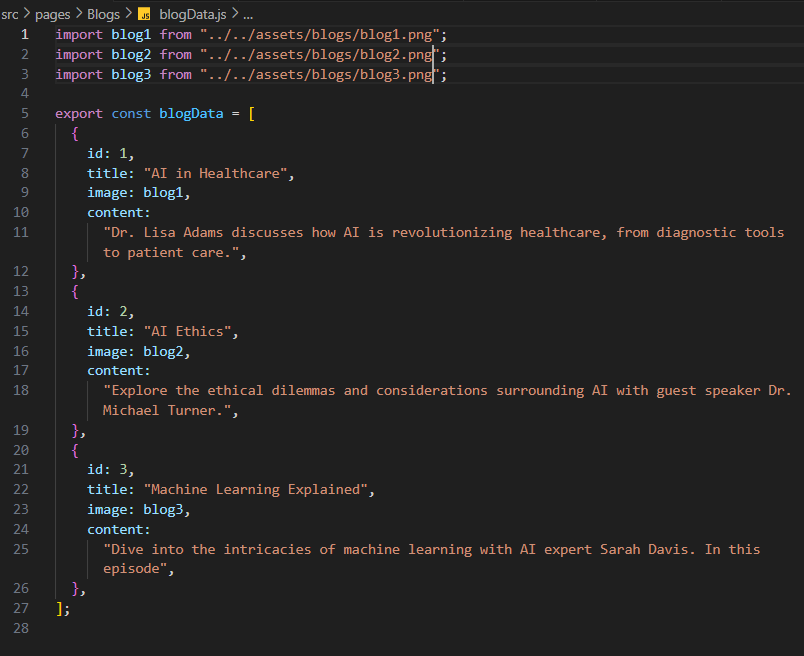 src > pages > Blogs > JS blogData.js > ...
1 import blog1 from "../../assets/blogs/blog1.png";
2 import blog2 from "../../assets/blogs/blog2.png";
3 import blog3 from "../../assets/blogs/blog3.png";
4
5 export const blogData = [
6 {
7 id: 1,
8 title: "AI in Healthcare",
9 image: blog1,
10 content:
11 "Dr. Lisa Adams discusses how AI is revolutionizing healthcare, from diagnostic tools
to patient care.",
12 },
13 {
14 id: 2,
15 title: "AI Ethics",
16 image: blog2,
17 content:
18 "Explore the ethical dilemmas and considerations surrounding AI with guest speaker Dr.
Michael Turner.",
19 },
20 {
21 id: 3,
22 title: "Machine Learning Explained",
23 image: blog3,
24 content:
25 "Dive into the intricacies of machine learning with AI expert Sarah Davis. In this
episode",
26 },
27 ];
28